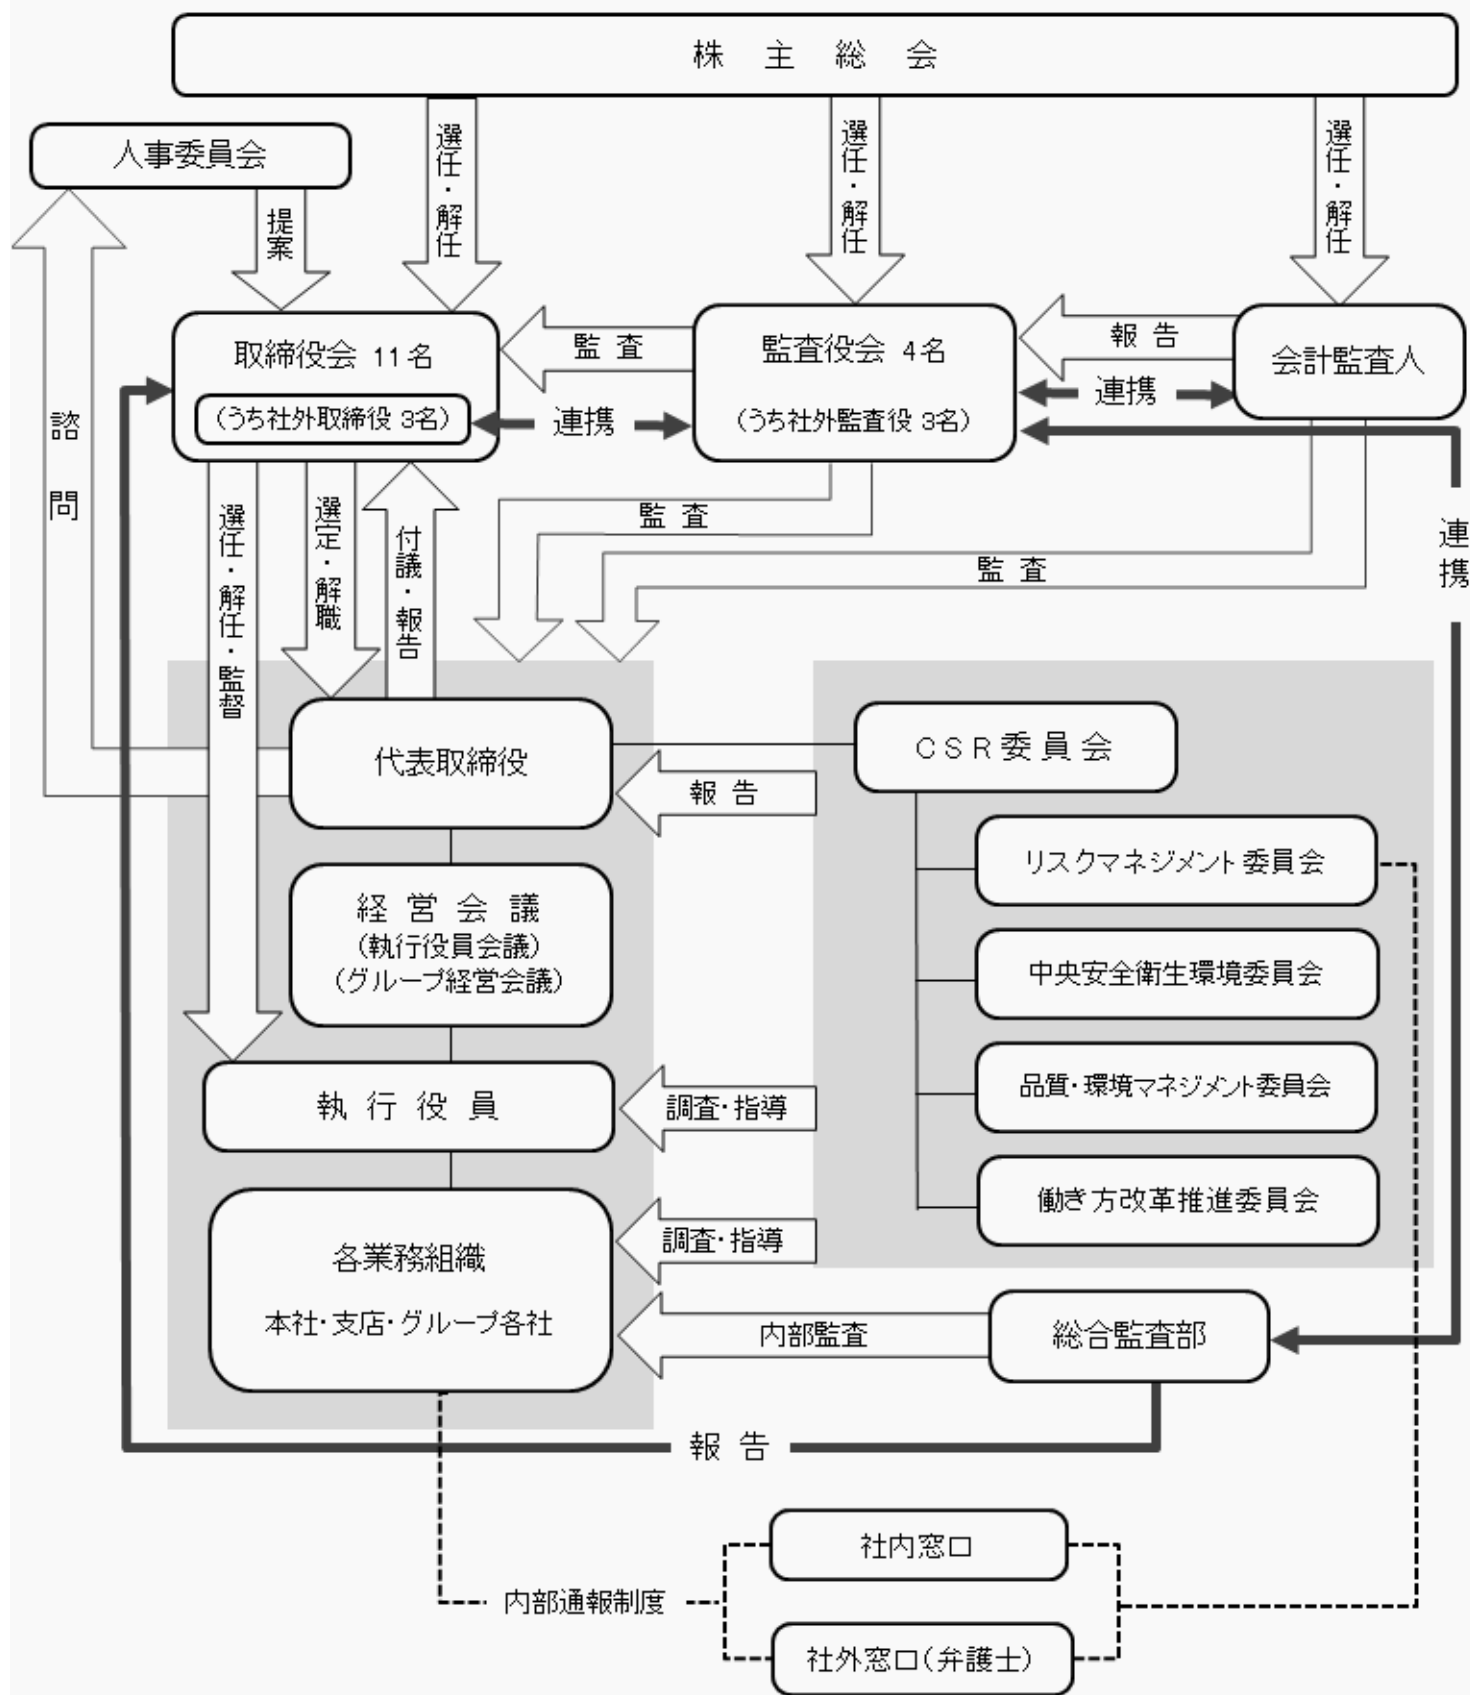 株主総会
人事委員会
選任・解任
選任・解任
選任・解任
提案
取締役会 11名
(うち社外取締役 3名)
監査
連携
監査役会 4名
(うち社外監査役 3名)
報告
連携
会計監査人
諮問
選任・解任・監督
選定・解職
付議・報告
監査
監査
連携
代表取締役
報告
CSR委員会
リスクマネジメント委員会
経営会議
(執行役員会議)
(グループ経営会議)
中央安全衛生環境委員会
執行役員
調査・指導
品質・環境マネジメント委員会
働き方改革推進委員会
各業務組織
本社・支店・グループ各社
調査・指導
内部監査
総合監査部
報告
社内窓口
内部通報制度
社外窓口(弁護士)